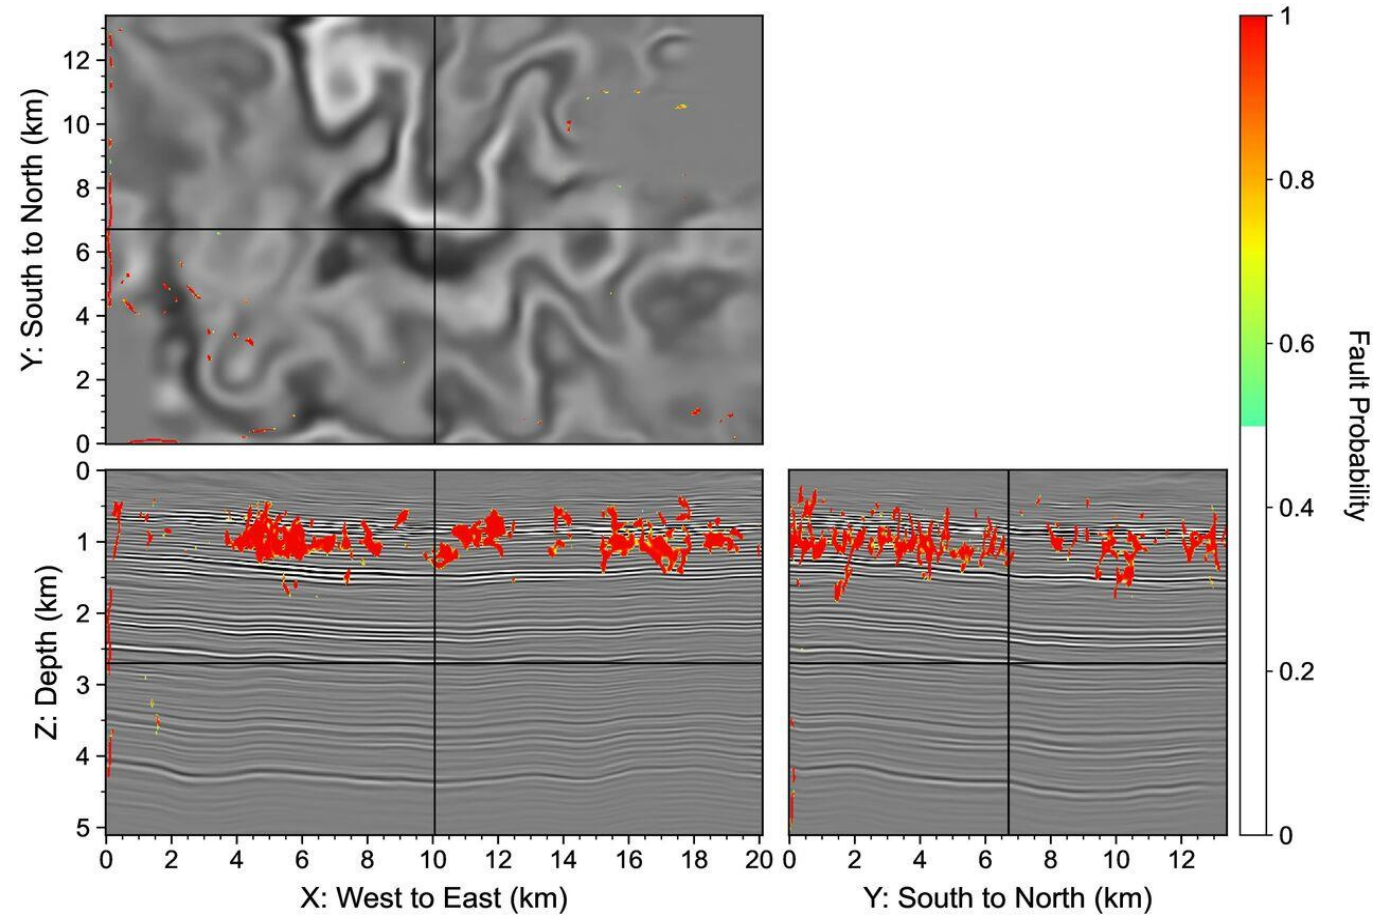 1
12
10
8
6
4
2
0
Y: South to North (km)
0.8
0.6
0.4
0.2
0
Fault Probability
0
1
2
3
4
5
Z: Depth (km)
0 2 4 6 8 10 12 14 16 18 20
0 2 4 6 8 10 12
X: West to East (km)
Y: South to North (km)